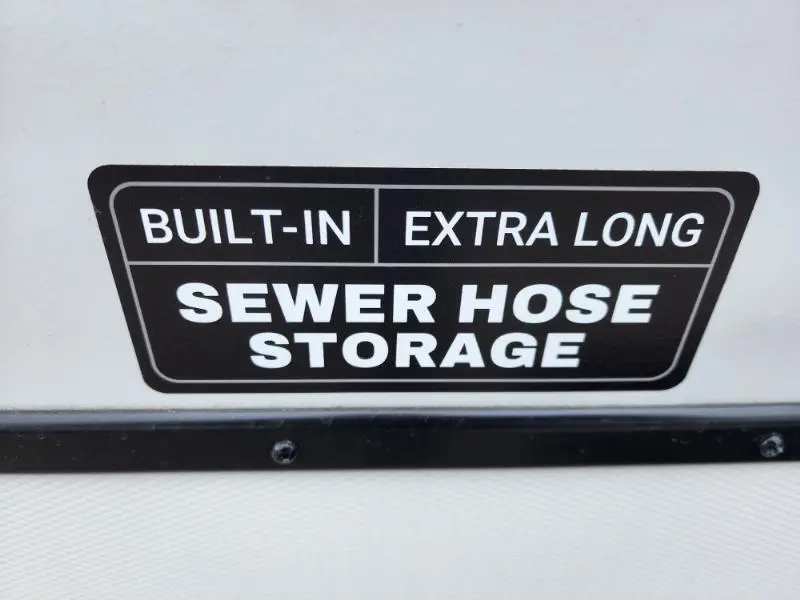 BUILT-IN EXTRA LONG
SEWER HOSE
STORAGE